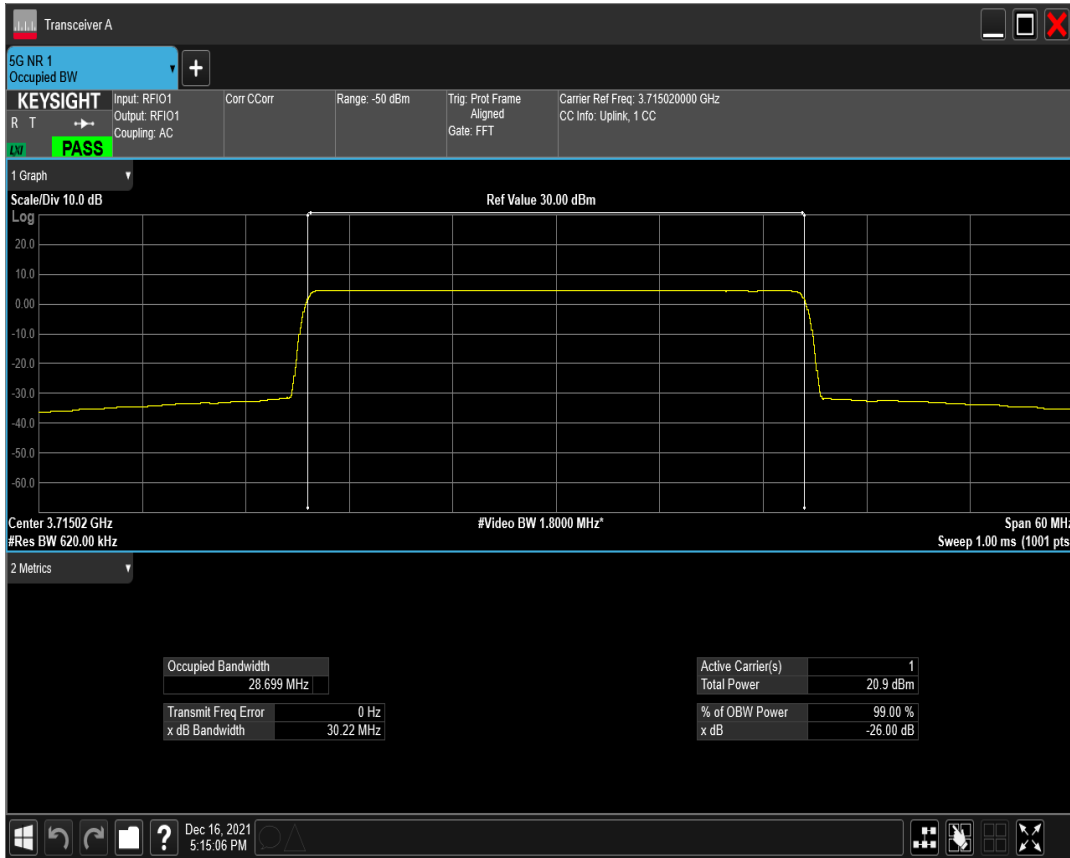 Transceiver A
5G NR 1
Occupied BW
KEYSIGHT
R T
LXI
PASS
Input: RFIO1
Output: RFIO1
Coupling: AC
Corr CCorr
Range: -50 dBm
Trig: Prot Frame
Aligned
Gate: FFT
Carrier Ref Freq: 3.715020000 GHz
CC Info: Uplink, 1 CC
1 Graph
Scale/Div 10.0 dB
Ref Value 30.00 dBm
Log
20.0
10.0
0.00
-10.0
-20.0
-30.0
-40.0
-50.0
-60.0
Center 3.71502 GHz
#Video BW 1.8000 MHz*
Span 60 MHz
#Res BW 620.00 kHz
Sweep 1.00 ms (1001 pts
2 Metrics
Occupied Bandwidth
28.699 MHz
Transmit Freq Error 0 Hz
x dB Bandwidth 30.22 MHz
Active Carrier(s) 1
Total Power 20.9 dBm
% of OBW Power 99.00 %
x dB -26.00 dB
?
Dec 16, 2021
5:15:06 PM